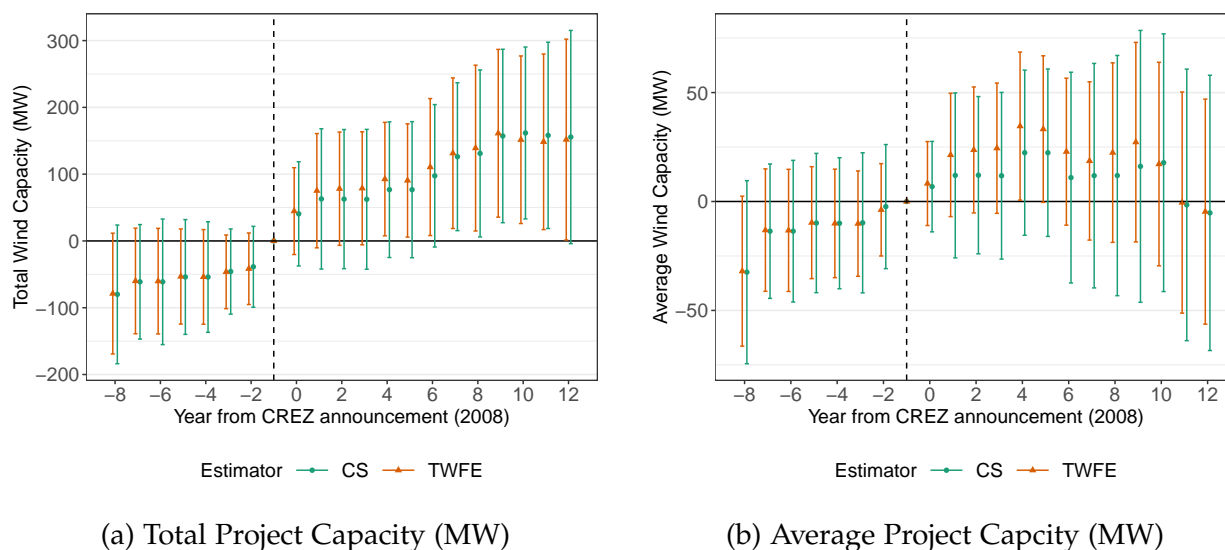 Total Wind Capacity (MW)
300
200
100
0
−100
−200
−8 −6 −4 −2 0 2 4 6 8 10 12
Year from CREZ announcement (2008)
Estimator CS TWFE
(a) Total Project Capacity (MW)
Average Wind Capacity (MW)
50
0
−50
−8 −6 −4 −2 0 2 4 6 8 10 12
Year from CREZ announcement (2008)
Estimator CS TWFE
(b) Average Project Capcity (MW)